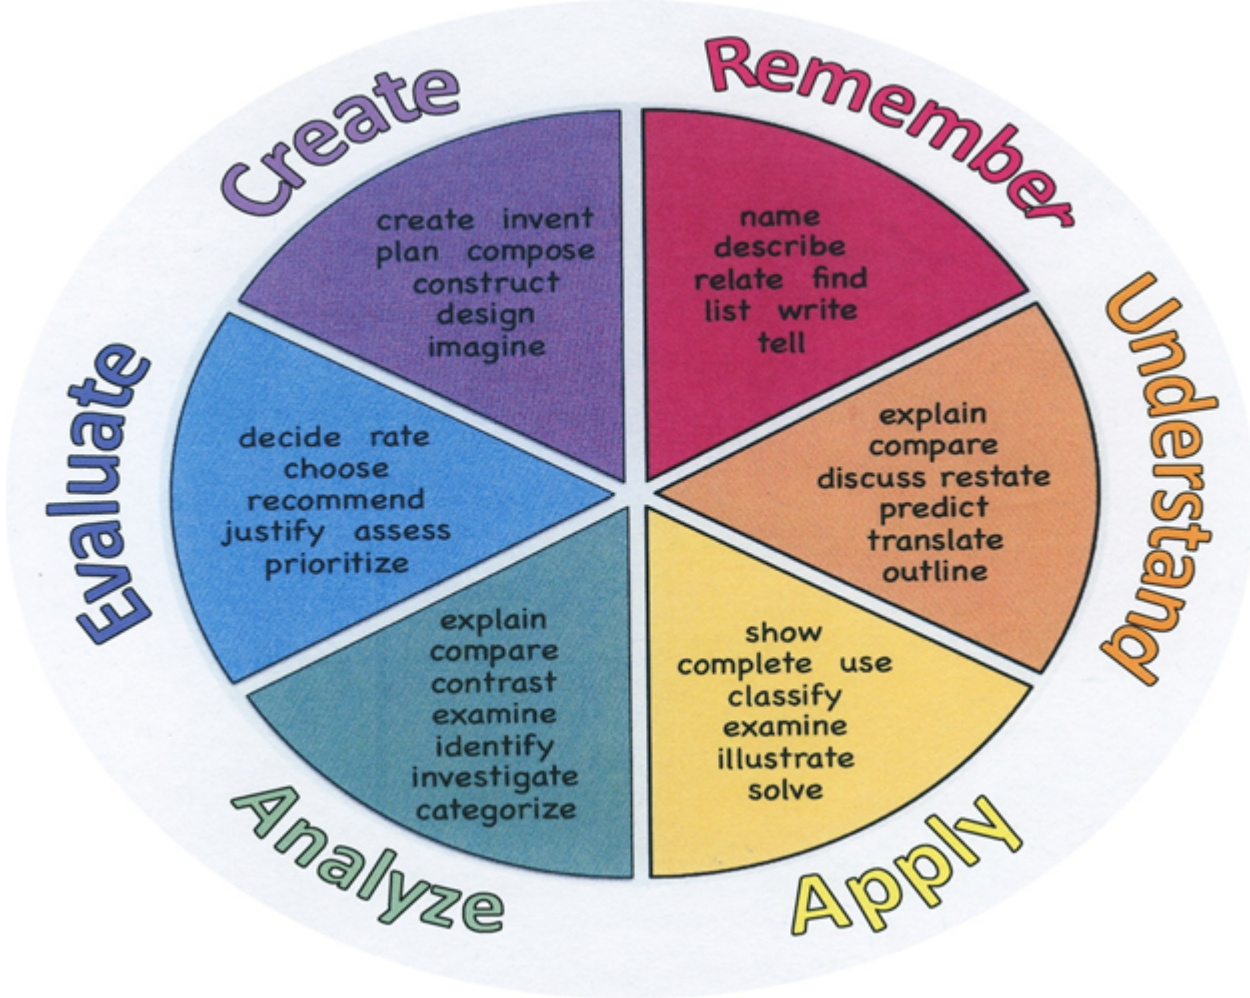 Remember
name
describe
relate find
list write
tell
Understand
explain
compare
discuss restate
predict
translate
outline
Apply
show
complete use
classify
examine
illustrate
solve
Analyze
explain
compare
contrast
examine
identify
investigate
categorize
Evaluate
decide rate
choose
recommend
justify assess
prioritize
Create
create invent
plan compose
construct
design
imagine